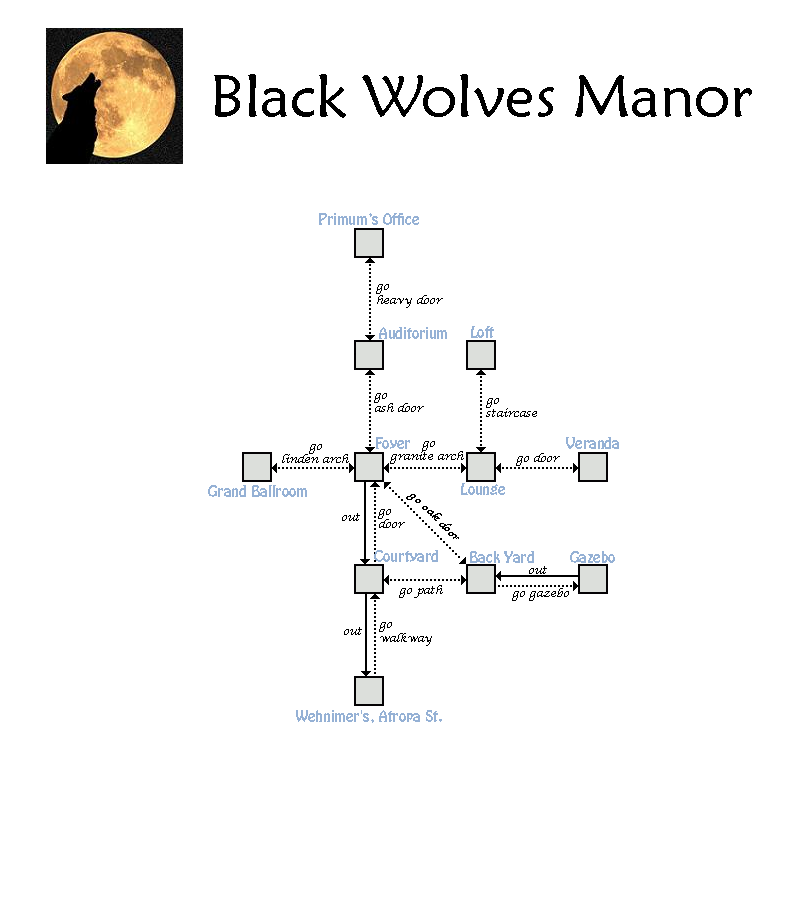 Black Wolves Manor
Primum's Office
go
heavy door
Auditorium
Loft
go
ash door
go
staircase
Foyer
Veranda
go
linden arch
go
granite arch
go door
Grand Ballroom
Lounge
out
go
door
go oak door
Courtyard
Back Yard
Gazebo
go path
out
go gazebo
out
go
walkway
Wehnimer's, Atropa St.